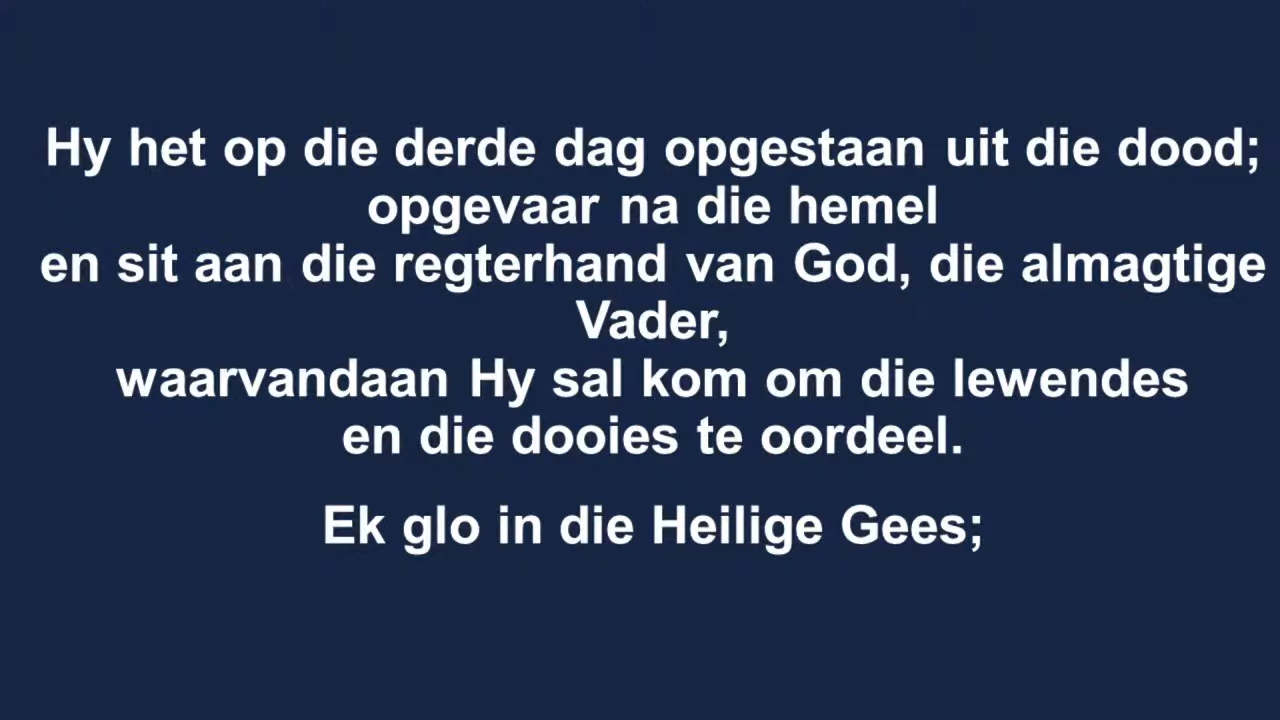 Hy het op die derde dag opgestaan uit die dood;
opgevaar na die hemel
en sit aan die regterhand van God, die almagtige
Vader,
waarvandaan Hy sal kom om die lewendes
en die dooies te oordeel.
Ek glo in die Heilige Gees;